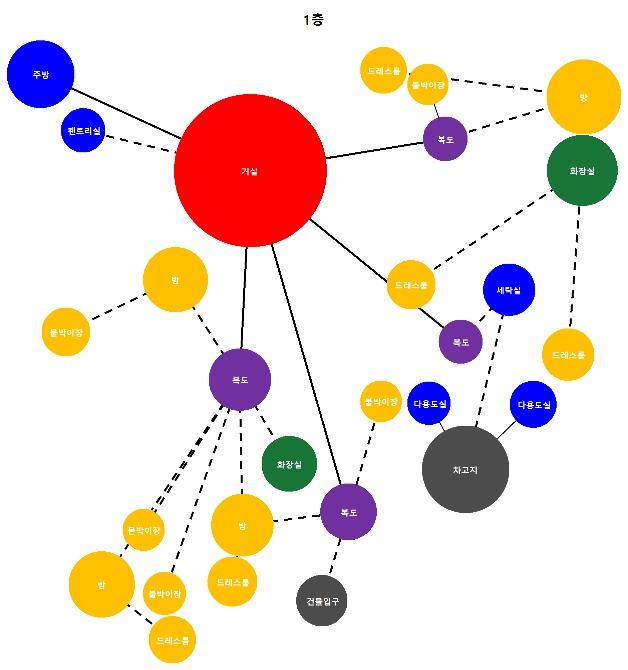 1층
주방
드레스룸
붙박이장
방
펜트리실
복도
거실
화장실
방
드레스룸
세탁실
붙박이장
복도
드레스룸
복도
붙박이장
다용도실
다용도실
화장실
차고지
복도
방
붙박이장
방
붙박이장
드레스룸
건물입구
드레스룸